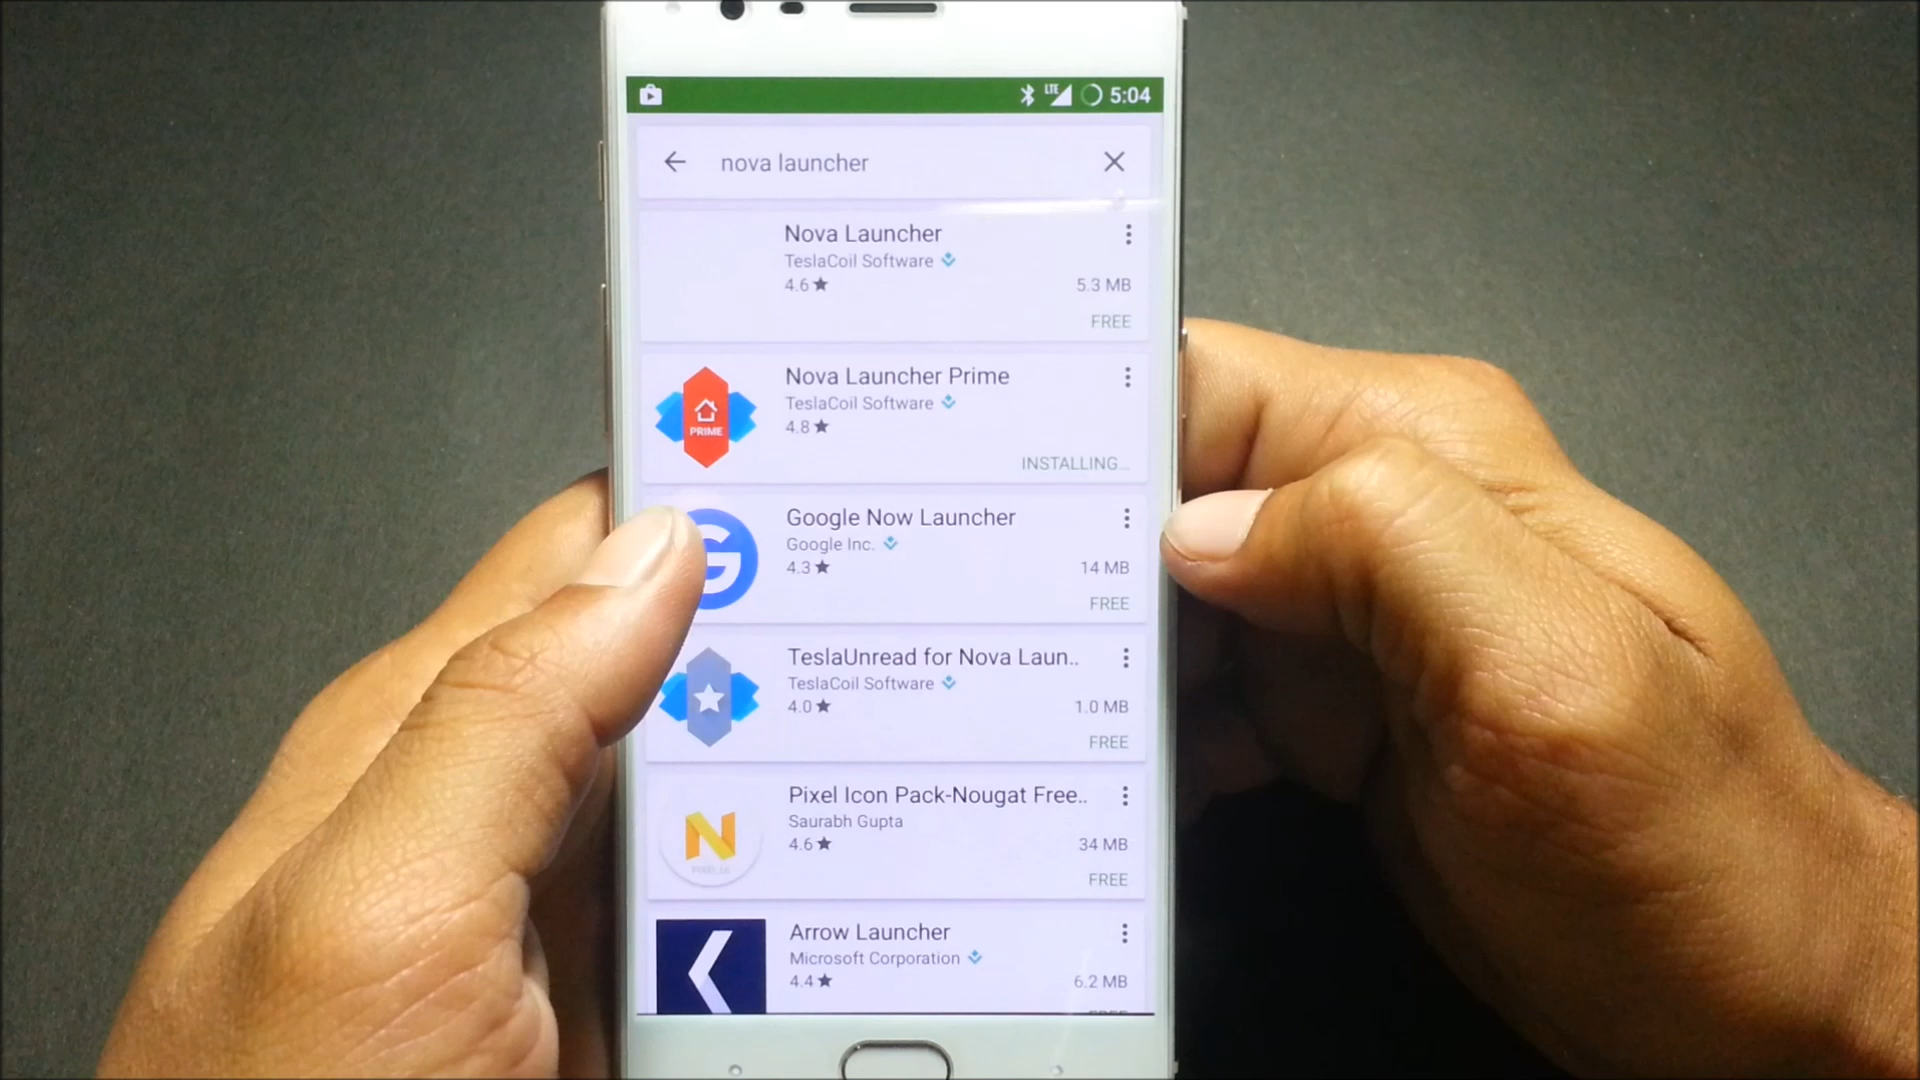 LTE 5:04
nova launcher
Nova Launcher
TeslaCoil Software
4.6
5.3 MB
FREE
Nova Launcher Prime
TeslaCoil Software
4.8
PRIME
INSTALLING...
Google Now Launcher
Google Inc.
4.3
14 MB
FREE
TeslaUnread for Nova Laun..
TeslaCoil Software
4.0
1.0 MB
FREE
Pixel Icon Pack-Nougat Free..
Saurabh Gupta
4.6
34 MB
FREE
Arrow Launcher
Microsoft Corporation
4.4
6.2 MB